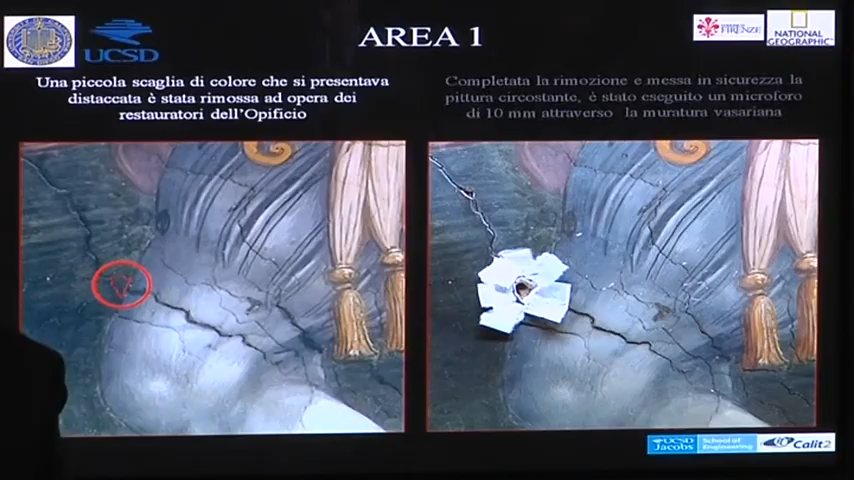 UCSD
AREA 1
FIRENZE
NATIONAL
GEOGRAPHIC
Una piccola scaglia di colore che si presentava
distaccata è stata rimossa ad opera dei
restauratori dell'Opificio
Completata la rimozione e messa in sicurezza la
pittura circostante, è stato eseguito un microforo
di 10 mm attraverso la muratura vasariana
UCSD
Jacobs
School of
Engineering
Calit2